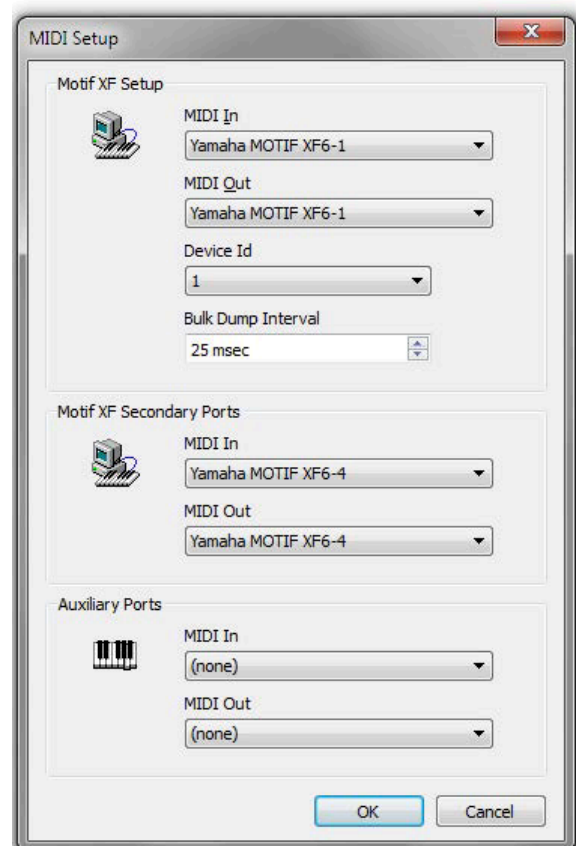 MIDI Setup
Motif XF Setup
MIDI In
Yamaha MOTIF XF6-1
MIDI Out
Yamaha MOTIF XF6-1
Device Id
1
Bulk Dump Interval
25 msec
Motif XF Secondary Ports
MIDI In
Yamaha MOTIF XF6-4
MIDI Out
Yamaha MOTIF XF6-4
Auxiliary Ports
MIDI In
(none)
MIDI Out
(none)
OK Cancel